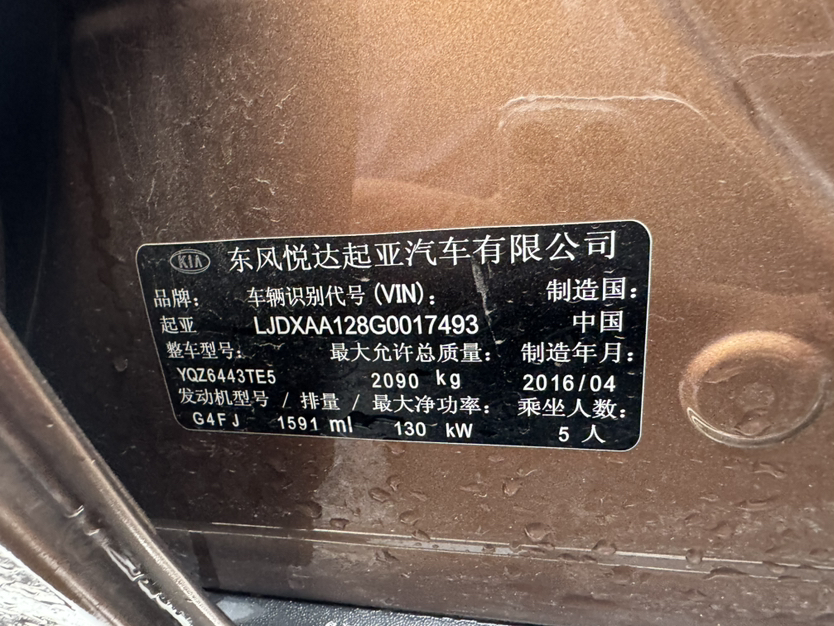 KIA 东风悦达起亚汽车有限公司
品牌： 车辆识别代号(VIN)： 制造国：
起亚 LJDXAA128G0017493 中国
整车型号： 最大允许总质量： 制造年月：
YQZ6443TE5 2090 kg 2016/04
发动机型号 / 排量 / 最大净功率： 乘坐人数：
G4FJ 1591 ml 130 kW 5 人